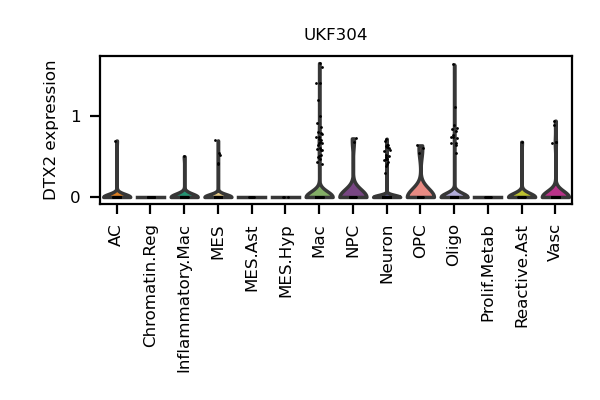 UKF304
DTX2 expression
1
0
AC
Chromatin.Reg
Inflammatory.Mac
MES
MES.Ast
MES.Hyp
Mac
NPC
Neuron
OPC
Oligo
Prolif.Metab
Reactive.Ast
Vasc